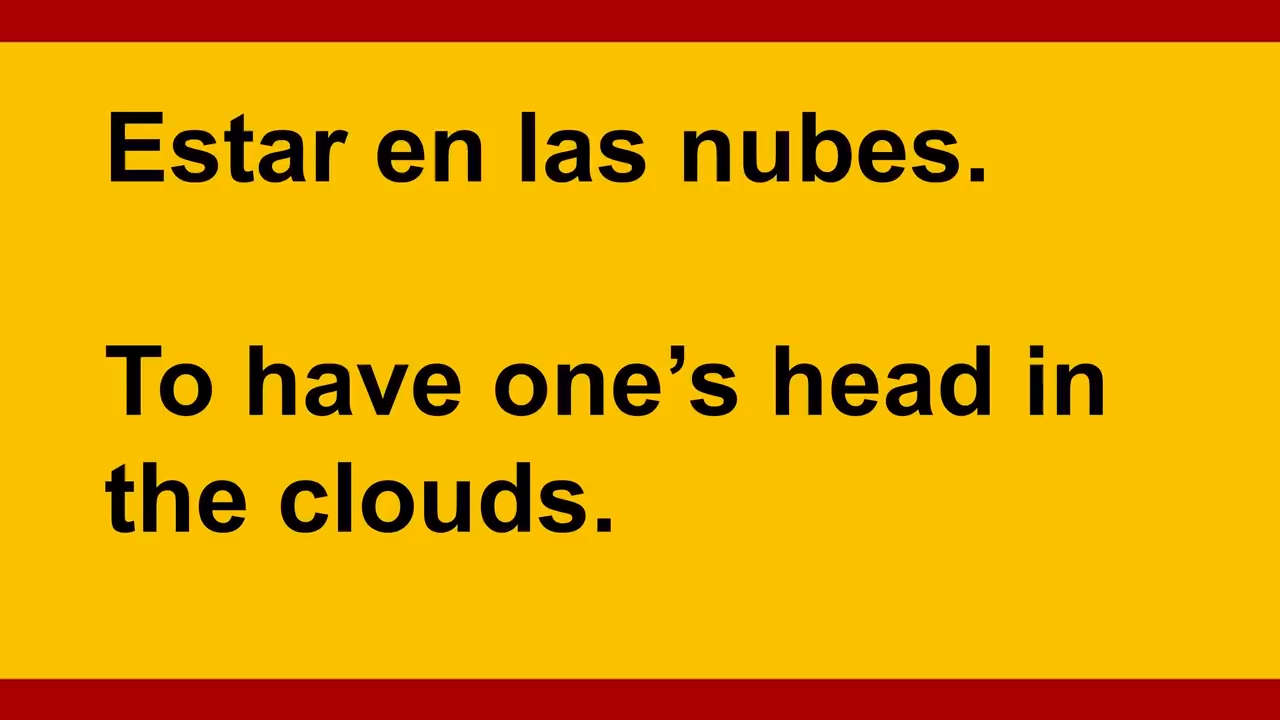 Estar en las nubes.
To have one’s head in
the clouds.